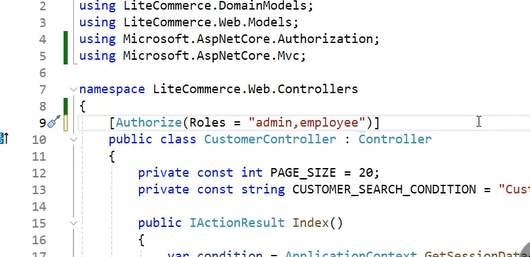 2 using LiteCommerce.DomainModels;
3 using LiteCommerce.Web.Models;
4 using Microsoft.AspNetCore.Authorization;
5 using Microsoft.AspNetCore.Mvc;
6
7 namespace LiteCommerce.Web.Controllers
8 {
9 [Authorize(Roles = "admin,employee")]
10 public class CustomerController : Controller
11 {
12 private const int PAGE_SIZE = 20;
13 private const string CUSTOMER_SEARCH_CONDITION = "Cus
14
15 public IActionResult Index()
16 {
17 var condition = ApplicationContext.GetSessionData